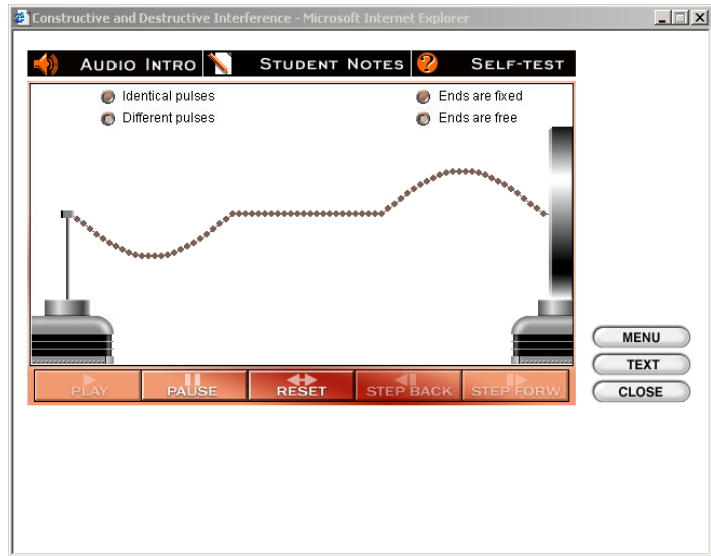 Constructive and Destructive Interference - Microsoft Internet Explorer
AUDIO INTRO STUDENT NOTES SELF-TEST
Identical pulses Ends are fixed
Different pulses Ends are free
MENU
TEXT
CLOSE
PLAY PAUSE RESET STEP BACK STEP FORW